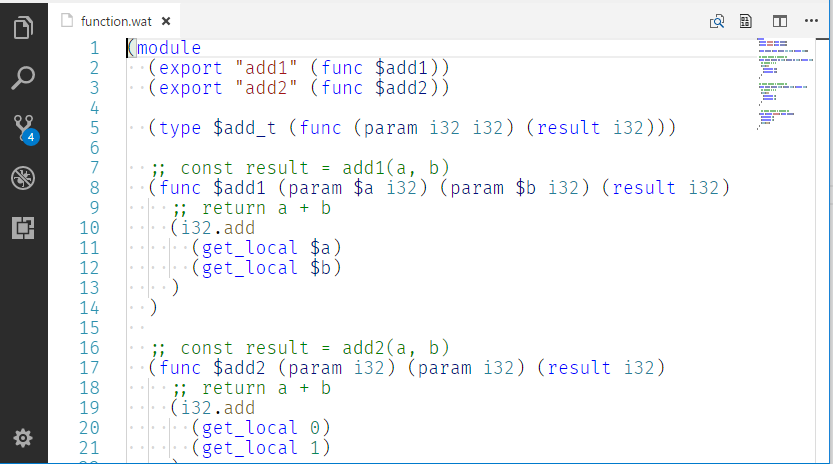 function.wat
4
1 (module
2 (export "add1" (func $add1))
3 (export "add2" (func $add2))
4
5 (type $add_t (func (param i32 i32) (result i32)))
6
7 ;; const result = add1(a, b)
8 (func $add1 (param $a i32) (param $b i32) (result i32)
9 ;; return a + b
10 (i32.add
11 (get_local $a)
12 (get_local $b)
13 )
14 )
15
16 ;; const result = add2(a, b)
17 (func $add2 (param i32) (param i32) (result i32)
18 ;; return a + b
19 (i32.add
20 (get_local 0)
21 (get_local 1)